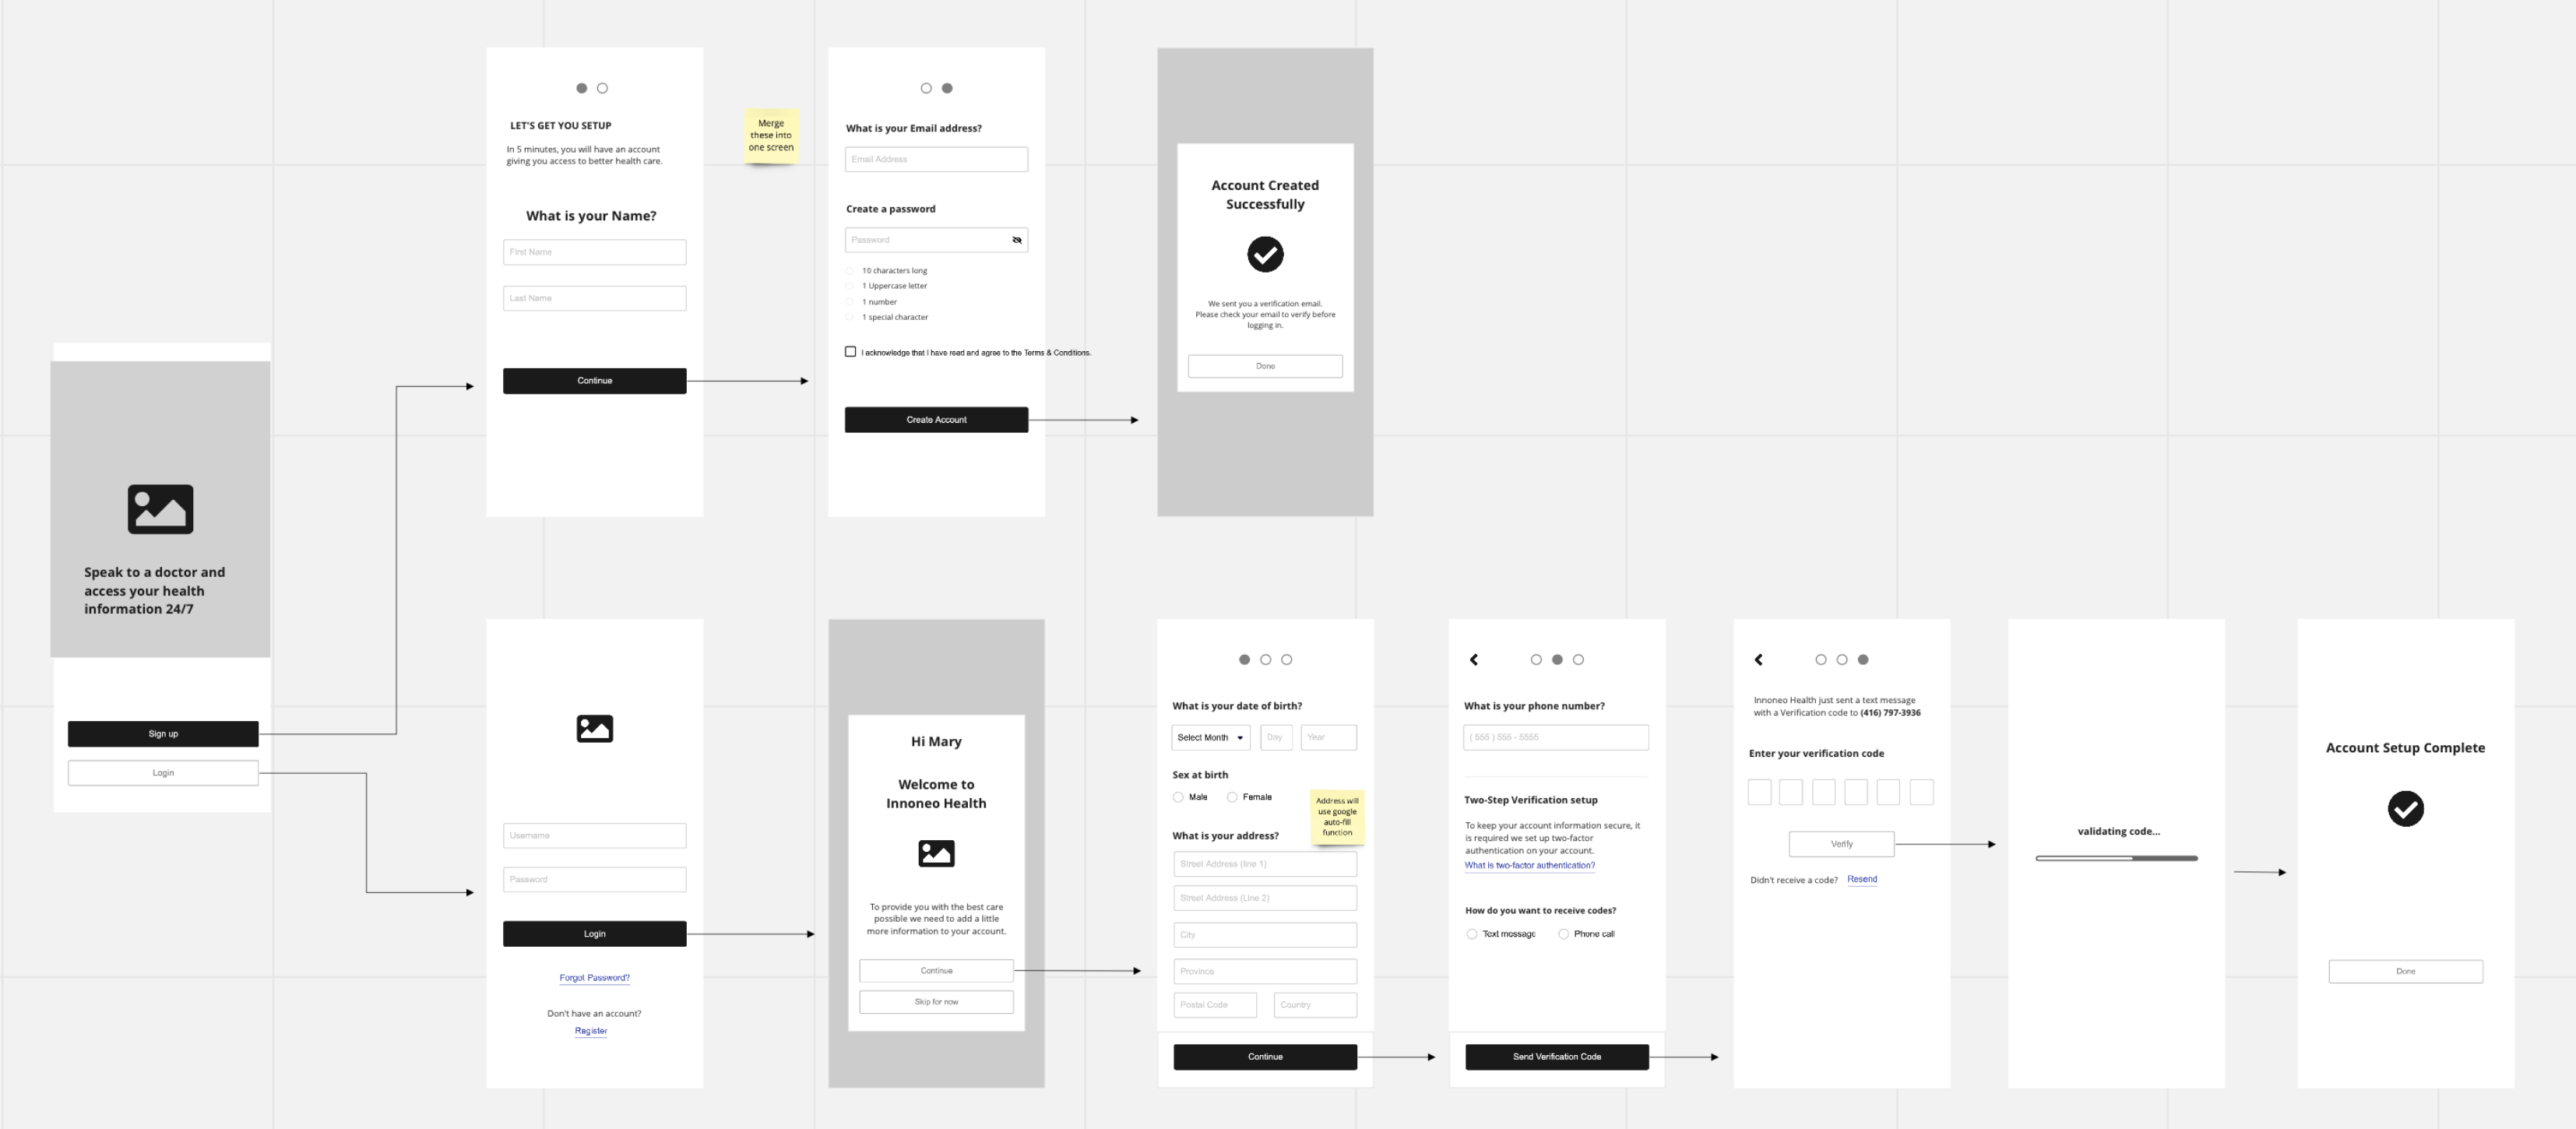 Speak to a doctor and
access your health
information 24/7
Sign up
Login
LET'S GET YOU SETUP
In 5 minutes, you will have an account
giving you access to better health care.
What is your Name?
First Name
Last Name
Continue
Merge
these into
one screen
What is your Email address?
Email Address
Create a password
Password
10 characters long
1 Uppercase letter
1 number
1 special character
I acknowledge that I have read and agree to the Terms & Conditions.
Create Account
Account Created
Successfully
We sent you a verification email.
Please check your email to verify before
logging in.
Done
Username
Password
Login
Forgot Password?
Don't have an account?
Register
Hi Mary
Welcome to
Innoneo Health
To provide you with the best care
possible we need to add a little
more information to your account.
Continue
Skip for now
What is your date of birth?
Select Month
Day
Year
Sex at birth
Male
Female
Address will
use google
auto-fill
function
What is your address?
Street Address (line 1)
Street Address (Line 2)
City
Province
Postal Code
Country
Continue
What is your phone number?
( 555 ) 555 - 5555
Two-Step Verification setup
To keep your account information secure, it
is required we set up two-factor
authentication on your account.
What is two-factor authentication?
How do you want to receive codes?
Text message
Phone call
Send Verification Code
Innoneo Health just sent a text message
with a Verification code to (416) 797-3936
Enter your verification code
Verify
Didn't receive a code? Resend
validating code...
Account Setup Complete
Done